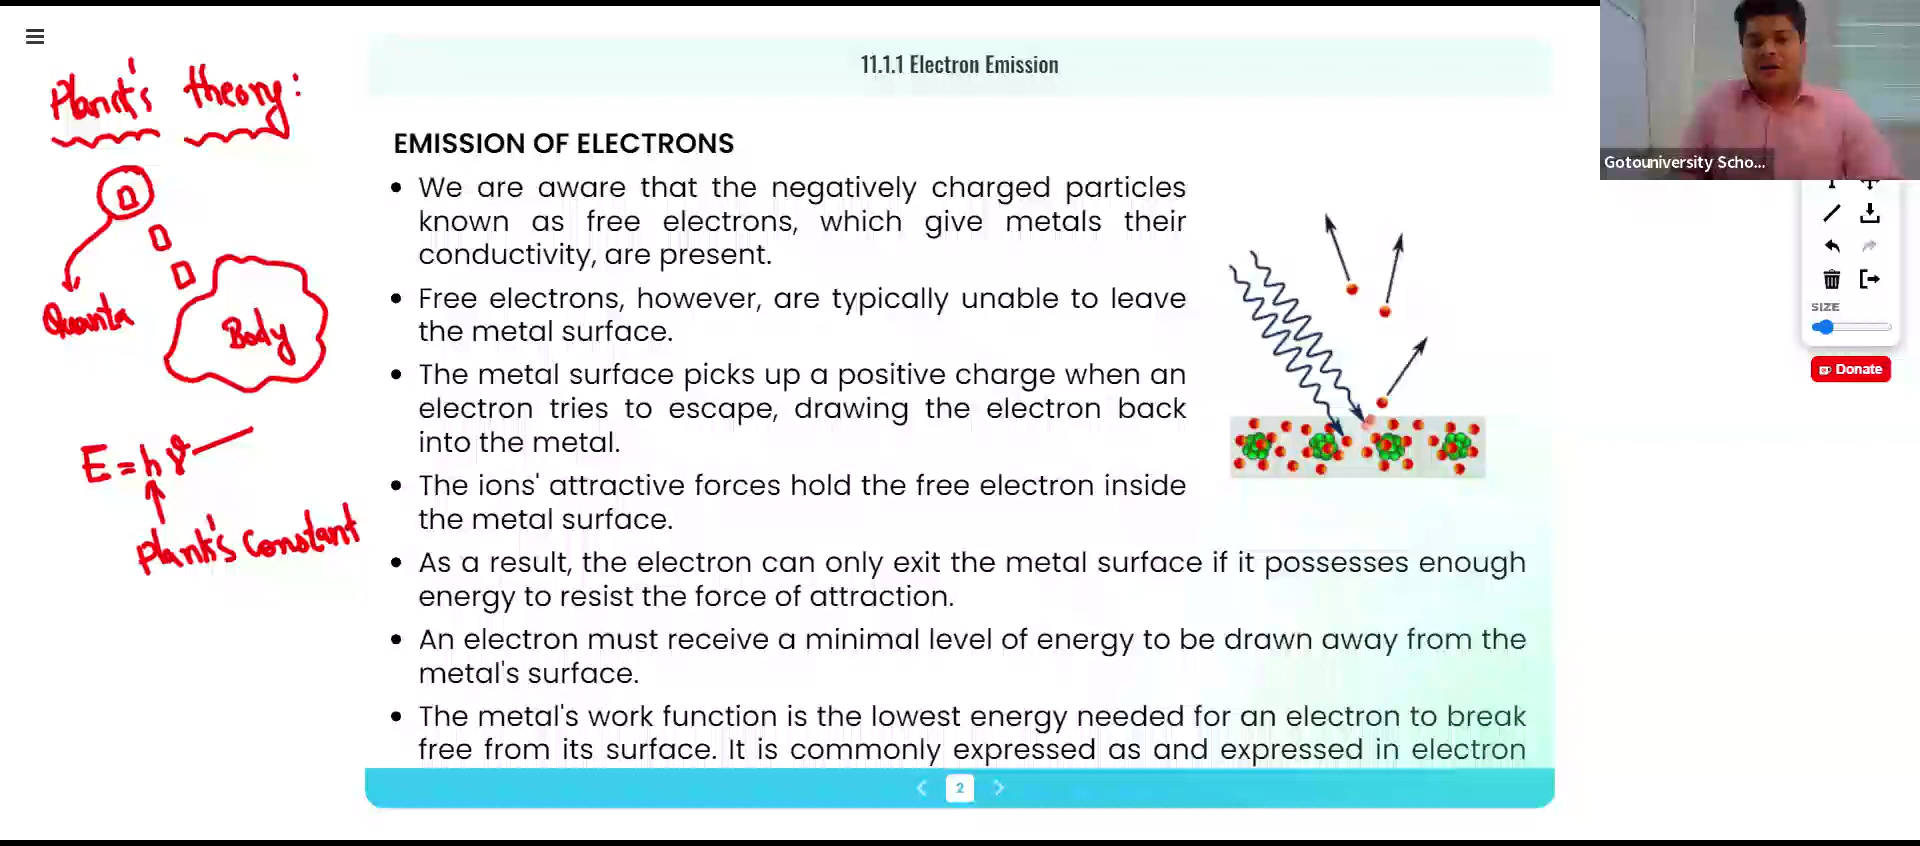 11.1.1 Electron Emission
Planck's theory:
Quanta
Body
E = hν
Plank's Constant
EMISSION OF ELECTRONS
• We are aware that the negatively charged particles
known as free electrons, which give metals their
conductivity, are present.
• Free electrons, however, are typically unable to leave
the metal surface.
• The metal surface picks up a positive charge when an
electron tries to escape, drawing the electron back
into the metal.
• The ions' attractive forces hold the free electron inside
the metal surface.
• As a result, the electron can only exit the metal surface if it possesses enough
energy to resist the force of attraction.
• An electron must receive a minimal level of energy to be drawn away from the
metal's surface.
• The metal's work function is the lowest energy needed for an electron to break
free from its surface. It is commonly expressed as and expressed in electron
2
Gotouniversity Scho...
SIZE
Donate